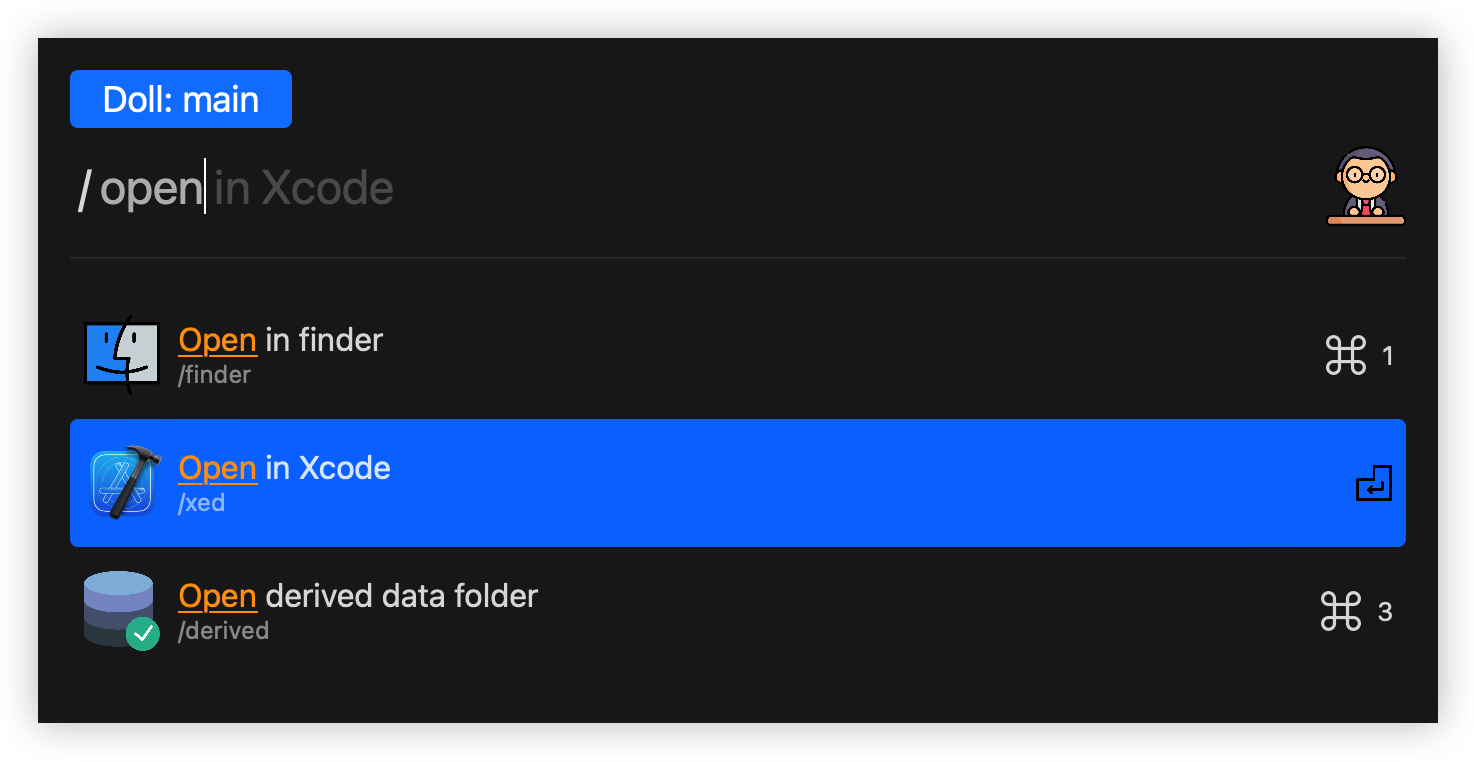 Doll: main
/ open in Xcode
Open in finder
/finder
⌘ 1
Open in Xcode
/xed
Open derived data folder
/derived
⌘ 3